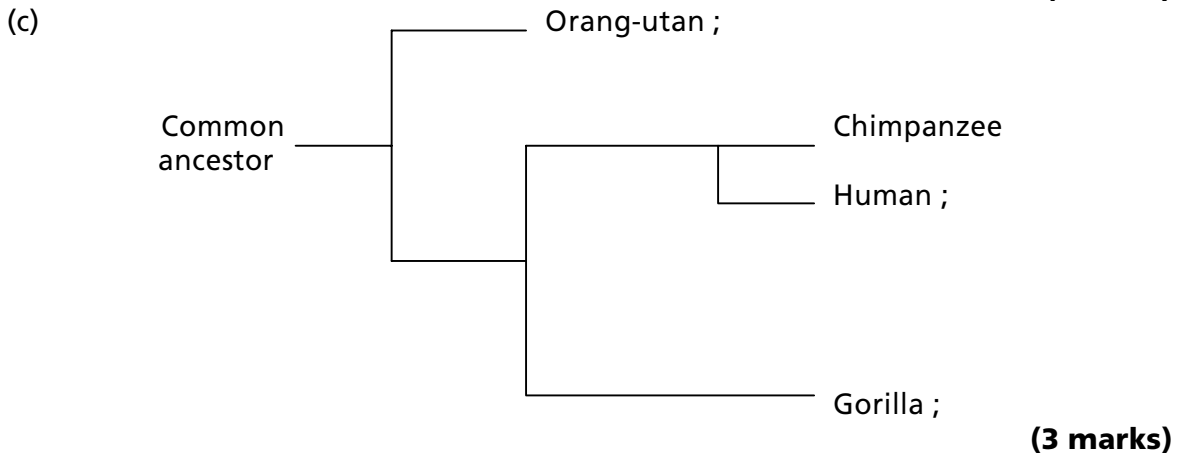 (c)
Orang-utan ;
Common
ancestor
Chimpanzee
Human ;
Gorilla ;
(3 marks)